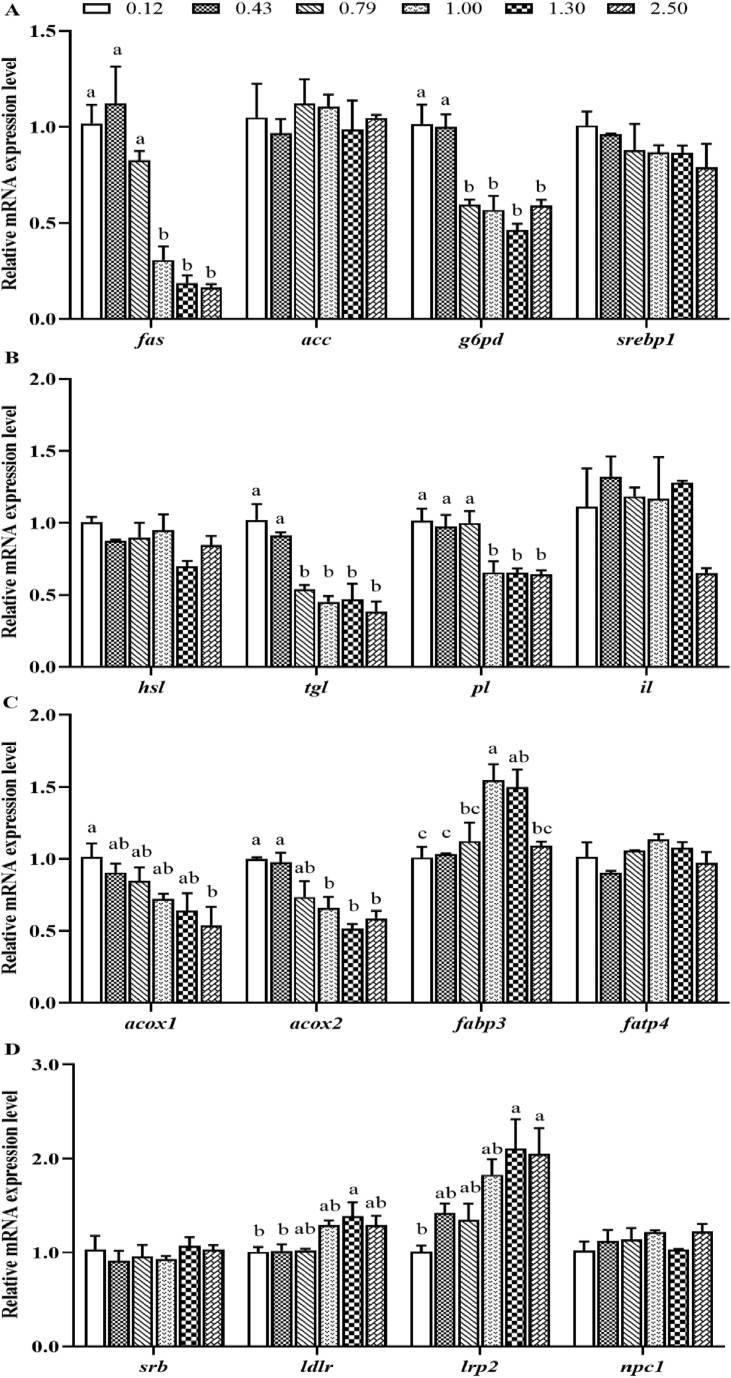 A 0.12 0.43 0.79 1.00 1.30 2.50
Relative mRNA expression level
1.5
1.0
0.5
0.0
a a a b b b
a a b b b b
fas acc g6pd srebp1
B
Relative mRNA expression level
2.0
1.5
1.0
0.5
0.0
a a b b b b
a a a b b b
hsl tgl pl il
C
Relative mRNA expression level
2.0
1.5
1.0
0.5
0.0
a ab ab ab ab b
a a ab b b b
c c bc a ab bc
acox1 acox2 fabp3 fatp4
D
Relative mRNA expression level
3.0
2.0
1.0
0.0
b b ab ab a ab
b ab ab ab a a
srb ldlr lrp2 npc1